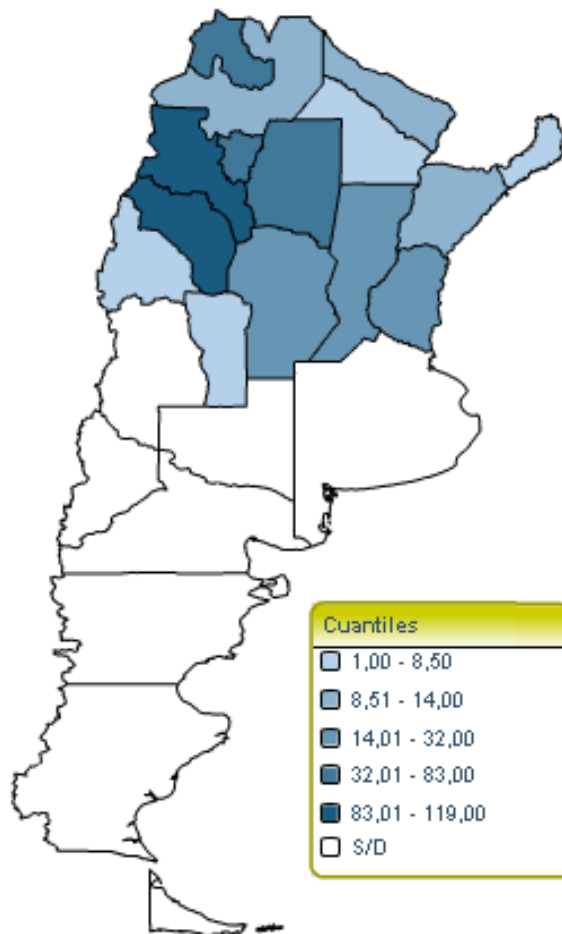 Cuantiles
1,00 - 8,50
8,51 - 14,00
14,01 - 32,00
32,01 - 83,00
83,01 - 119,00
S/D